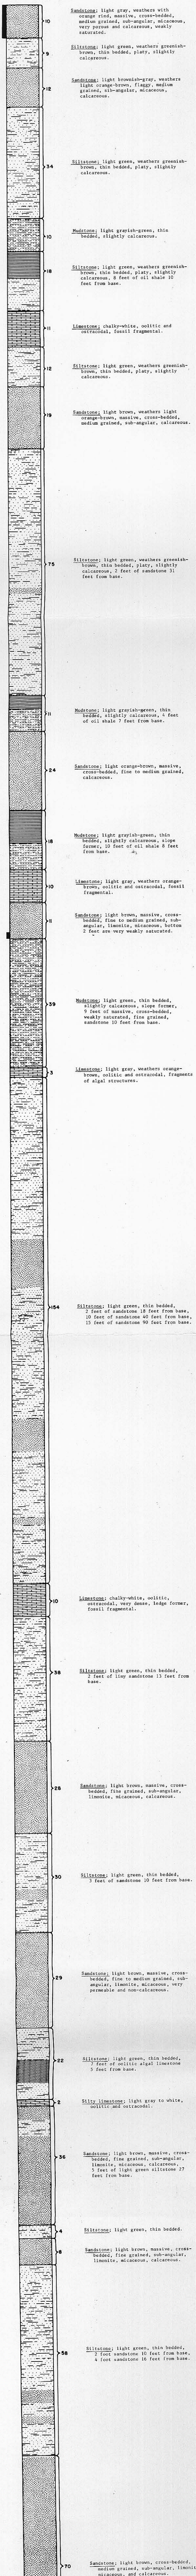 10
Sandstone; light gray, weathers with
orange rind, massive, cross-bedded,
medium grained, sub-angular, micaceous,
very porous and calcareous, weakly
saturated.
9
Siltstone; light green, weathers greenish-
brown, thin bedded, platy, slightly
calcareous.
12
Sandstone; light brownish-gray, weathers
light orange-brown, flaggy, medium
grained, sub-angular, micaceous,
calcareous.
34
Siltstone; light green, weathers greenish-
brown, thin bedded, platy, slightly
calcareous.
10
Mudstone; light grayish-green, thin
bedded, slightly calcareous.
18
Siltstone; light green, weathers greenish-
brown, thin bedded, platy, slightly
calcareous, 8 feet of oil shale 10
feet from base.
11
Limestone; chalky-white, oolitic and
ostracodal, fossil fragmental.
12
Siltstone; light green, weathers greenish-
brown, thin bedded, platy, slightly
calcareous.
19
Sandstone; light brown, weathers light
orange-brown, massive, cross-bedded,
medium grained, sub-angular, calcareous.
75
Siltstone; light green, weathers greenish-
brown, thin bedded, platy, slightly
calcareous, 2 feet of sandstone 31
feet from base.
11
Mudstone; light grayish-green, thin
bedded, slightly calcareous, 4 feet
of oil shale 7 feet from base.
24
Sandstone; light orange-brown, massive,
cross-bedded, fine to medium grained,
calcareous.
18
Mudstone; light grayish-green, thin
bedded, slightly calcareous, slope
former, 10 feet of oil shale 8 feet
from base.
10
Limestone; light gray, weathers orange-
brown, oolitic and ostracodal, fossil
fragmental.
11
Sandstone; light brown, massive, cross-
bedded, fine to medium grained, sub-
angular, limonite, micaceous, bottom
2 feet are very weakly saturated.
39
Mudstone; light green, thin bedded,
slightly calcareous, slope former,
9 feet of massive, cross-bedded,
weakly saturated, fine grained,
sandstone 10 feet from base.
3
Limestone; light gray, weathers orange-
brown, oolitic and ostracodal, fragments
of algal structures.
154
Siltstone; light green, thin bedded,
2 feet of sandstone 18 feet from base,
10 feet of sandstone 40 feet from base,
15 feet of sandstone 90 feet from base.
10
Limestone; chalky-white, oolitic,
ostracodal, very dense, ledge former,
fossil fragmental.
38
Siltstone; light green, thin bedded,
2 feet of limy sandstone 13 feet from
base.
28
Sandstone; light brown, massive, cross-
bedded, fine grained, sub-angular,
limonite, micaceous, calcareous.
30
Siltstone; light green, thin bedded,
3 feet of sandstone 10 feet from base.
29
Sandstone; light brown, massive, cross-
bedded, fine to medium grained, sub-
angular, limonite, micaceous, very
permeable and non-calcareous.
22
Siltstone; light green, thin bedded,
7 feet of oolitic algal limestone
feet from base.
2
Silty limestone; light gray to white,
oolitic and ostracodal.
36
Sandstone; light brown, massive, cross-
bedded, fine grained, sub-angular,
limonite, micaceous, calcareous,
feet of light green siltstone
feet from base.
4
Siltstone; light green, thin bedded.
8
Sandstone; light brown, massive, cross-
bedded, fine grained, sub-angular,
limonite, micaceous, calcareous.
58
Siltstone; light green, thin bedded,
2 foot sandstone 10 feet from base,
4 foot sandstone 16 feet from base.
70
Sandstone; light brown, cross-bedded,
medium grained, sub-angular,
micaceous, and calcareous.